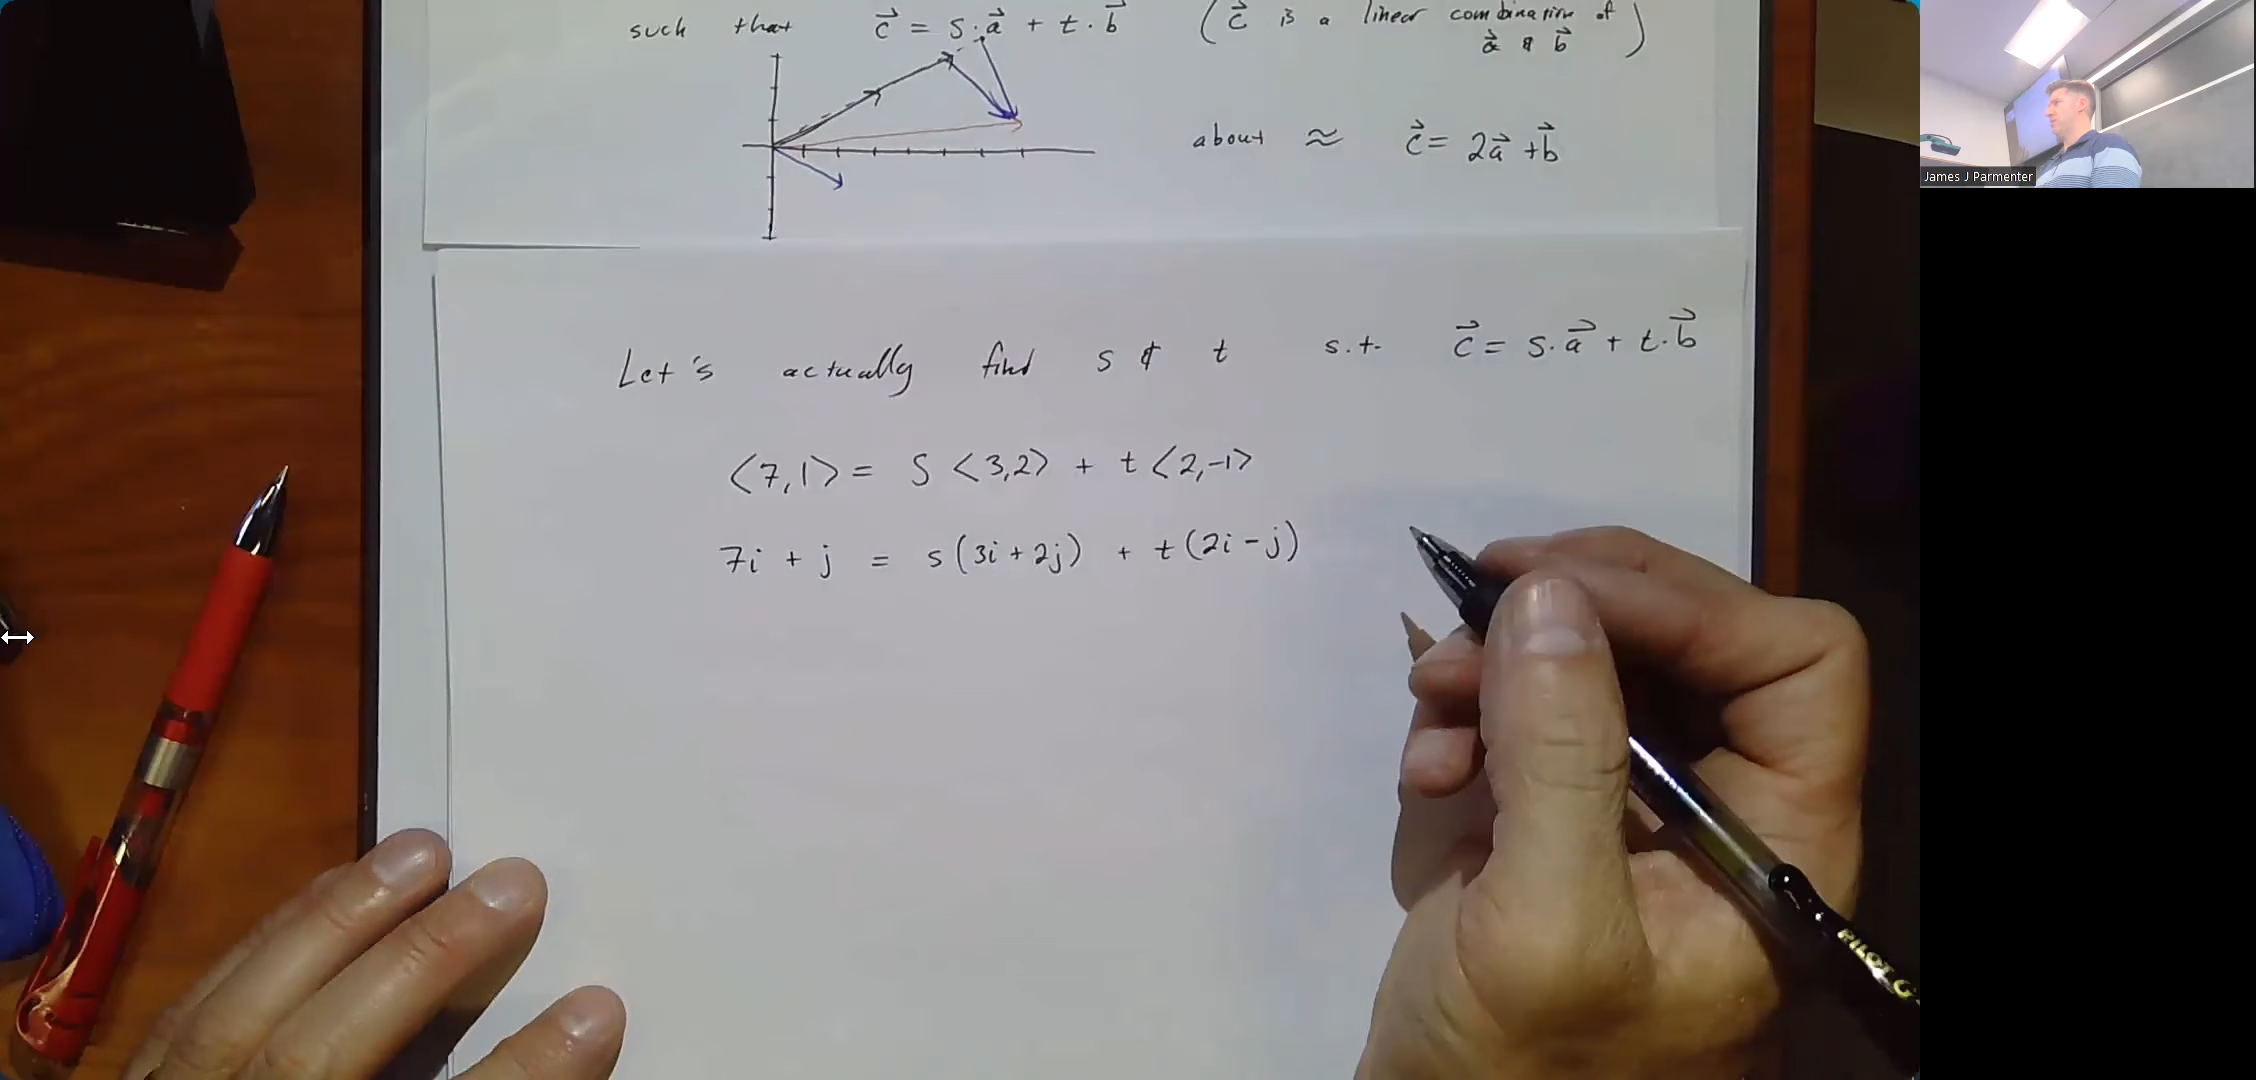 such that c⃗ = s·a⃗ + t·b⃗ (c⃗ is a linear combination of a⃗ & b⃗)
about ≈ c⃗ = 2a⃗ + b⃗
James J Parmenter
Let's actually find s & t s.t. c⃗ = s·a⃗ + t·b⃗
⟨7,1⟩ = s⟨3,2⟩ + t⟨2,-1⟩
7i + j = s(3i + 2j) + t(2i - j)
PILOT G